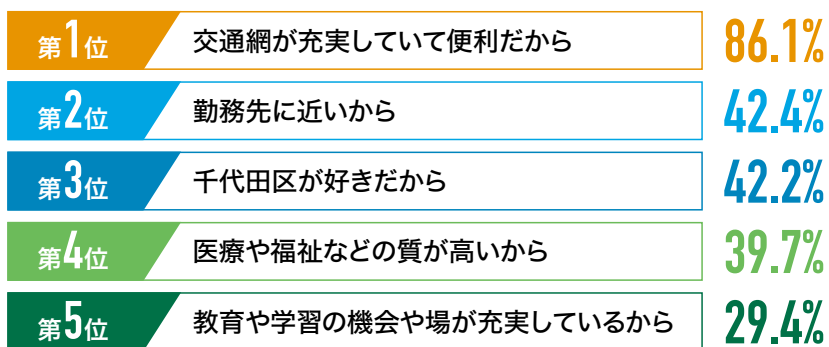 第1位 交通網が充実していて便利だから 86.1%
第2位 勤務先に近いから 42.4%
第3位 千代田区が好きだから 42.2%
第4位 医療や福祉などの質が高いから 39.7%
第5位 教育や学習の機会や場が充実しているから 29.4%